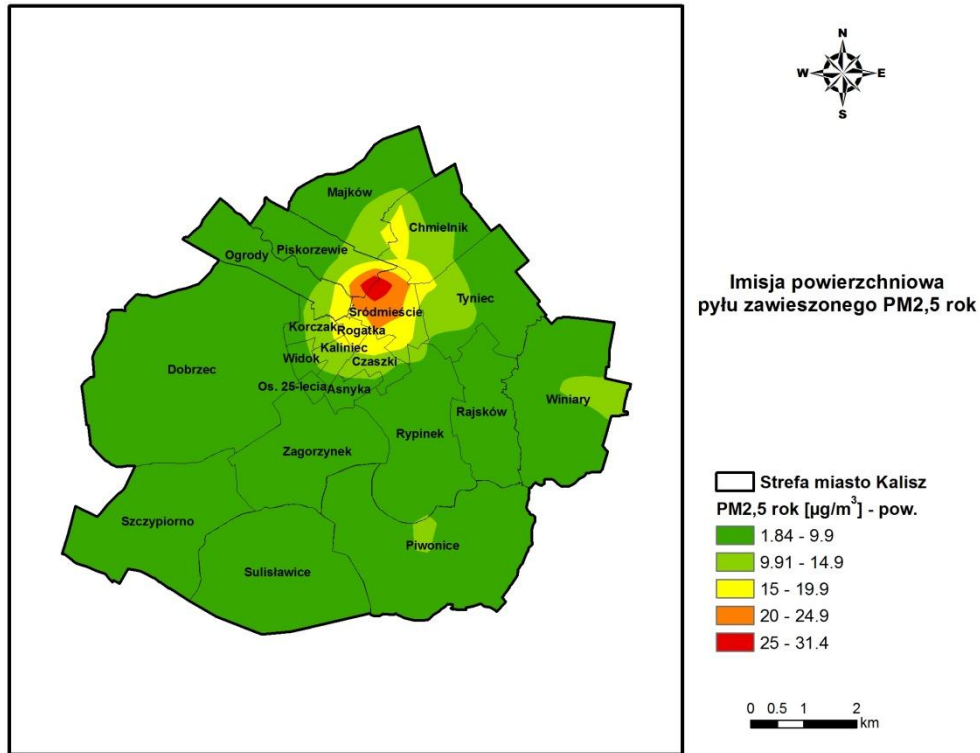 N
W E
S
Majków
Chmielnik
Piskorzewie
Ogrody
Imisja powierzchniowa
pyłu zawieszonego PM2,5 rok
Tyniec
Śródmieście
Korczak
Rogatka
Kaliniec
Widok
Czaszki
Dobrzec
Os. 25-lecia
Asnyka
Winiary
Rajsków
Rypinek
Zagorzynek
Strefa miasto Kalisz
PM2,5 rok [µg/m³] - pow.
Szczypiorno
1.84 - 9.9
Piwonice
9.91 - 14.9
Sulisławice
15 - 19.9
20 - 24.9
25 - 31.4
0 0.5 1 2
km